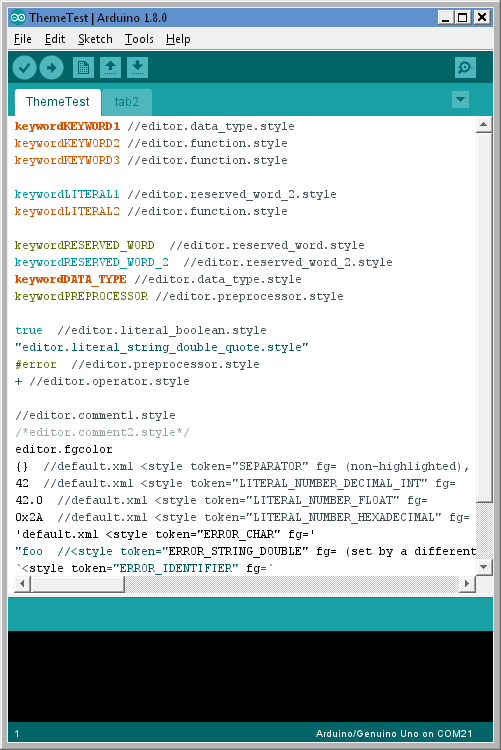 ThemeTest | Arduino 1.8.0
File Edit Sketch Tools Help
ThemeTest tab2
keywordKEYWORD1 //editor.data_type.style
keywordKEYWORD2 //editor.function.style
keywordKEYWORD3 //editor.function.style
keywordLITERAL1 //editor.reserved_word_2.style
keywordLITERAL2 //editor.function.style
keywordRESERVED_WORD  //editor.reserved_word.style
keywordRESERVED_WORD_2  //editor.reserved_word_2.style
keywordDATA_TYPE //editor.data_type.style
keywordPREPROCESSOR //editor.preprocessor.style
true  //editor.literal_boolean.style
"editor.literal_string_double_quote.style"
#error  //editor.preprocessor.style
+ //editor.operator.style
//editor.comment1.style
/*editor.comment2.style*/
editor.fgcolor
{}  //default.xml <style token="SEPARATOR" fg= (non-highlighted),
42  //default.xml <style token="LITERAL_NUMBER_DECIMAL_INT" fg=
42.0  //default.xml <style token="LITERAL_NUMBER_FLOAT" fg=
0x2A  //default.xml <style token="LITERAL_NUMBER_HEXADECIMAL" fg=
'default.xml <style token="ERROR_CHAR" fg='
"foo  //<style token="ERROR_STRING_DOUBLE" fg= (set by a different
`<style token="ERROR_IDENTIFIER" fg=`
1 Arduino/Genuino Uno on COM21